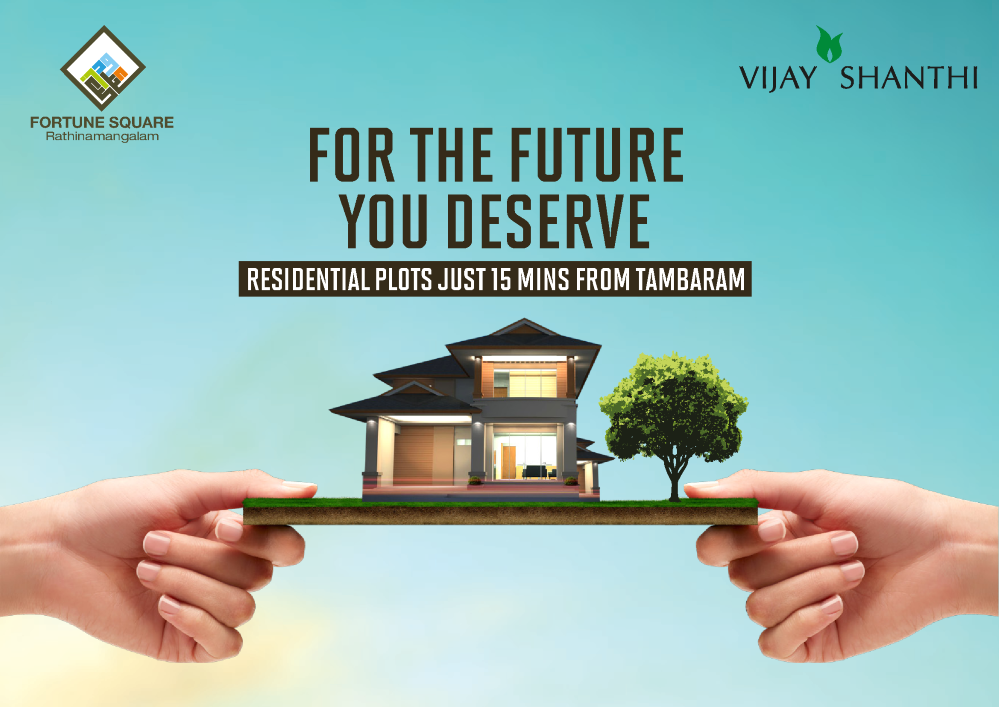 FORTUNE SQUARE
Rathinamangalam
VIJAY SHANTHI
FOR THE FUTURE
YOU DESERVE
RESIDENTIAL PLOTS JUST 15 MINS FROM TAMBARAM